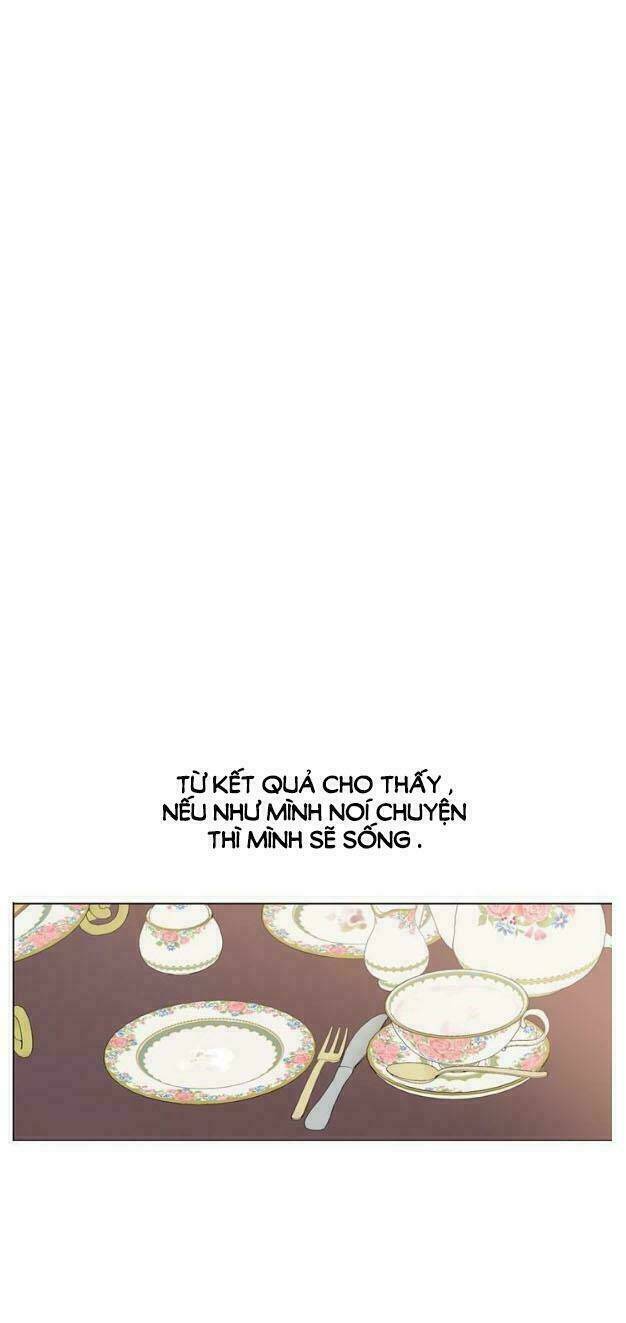 TỪ KẾT QUẢ CHO THẤY ,
NẾU NHƯ MÌNH NOÍ CHUYỆN
THÌ MÌNH SẼ SỐNG .